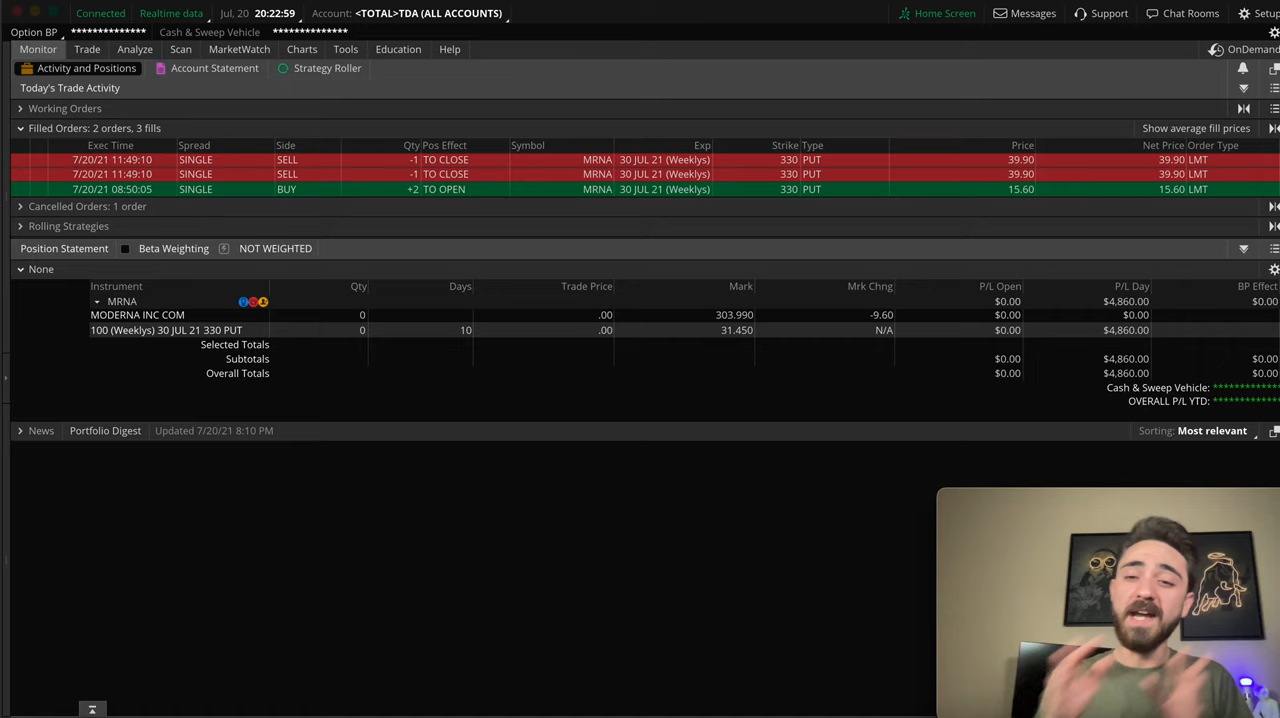 Connected Realtime data Jul, 20 20:22:59 Account: <TOTAL>TDA (ALL ACCOUNTS) Home Screen Messages Support Chat Rooms Setup
Option BP ************** Cash & Sweep Vehicle **************
Monitor Trade Analyze Scan MarketWatch Charts Tools Education Help OnDemand
Activity and Positions Account Statement Strategy Roller
Today's Trade Activity
Working Orders
Filled Orders: 2 orders, 3 fills Show average fill prices
Exec Time Spread Side Qty Pos Effect Symbol Exp Strike Type Price Net Price Order Type
7/20/21 11:49:10 SINGLE SELL -1 TO CLOSE MRNA 30 JUL 21 (Weeklys) 330 PUT 39.90 39.90 LMT
7/20/21 11:49:10 SINGLE SELL -1 TO CLOSE MRNA 30 JUL 21 (Weeklys) 330 PUT 39.90 39.90 LMT
7/20/21 08:50:05 SINGLE BUY +2 TO OPEN MRNA 30 JUL 21 (Weeklys) 330 PUT 15.60 15.60 LMT
Cancelled Orders: 1 order
Rolling Strategies
Position Statement Beta Weighting NOT WEIGHTED
None
Instrument Qty Days Trade Price Mark Mrk Chng P/L Open P/L Day BP Effect
MRNA $0.00 $4,860.00 $0.00
MODERNA INC COM 0 .00 303.990 -9.60 $0.00 $0.00
100 (Weeklys) 30 JUL 21 330 PUT 0 10 .00 31.450 N/A $0.00 $4,860.00
Selected Totals
Subtotals $0.00 $4,860.00 $0.00
Overall Totals $0.00 $4,860.00 $0.00
Cash & Sweep Vehicle: **********
OVERALL P/L YTD: **********
News Portfolio Digest Updated 7/20/21 8:10 PM Sorting: Most relevant